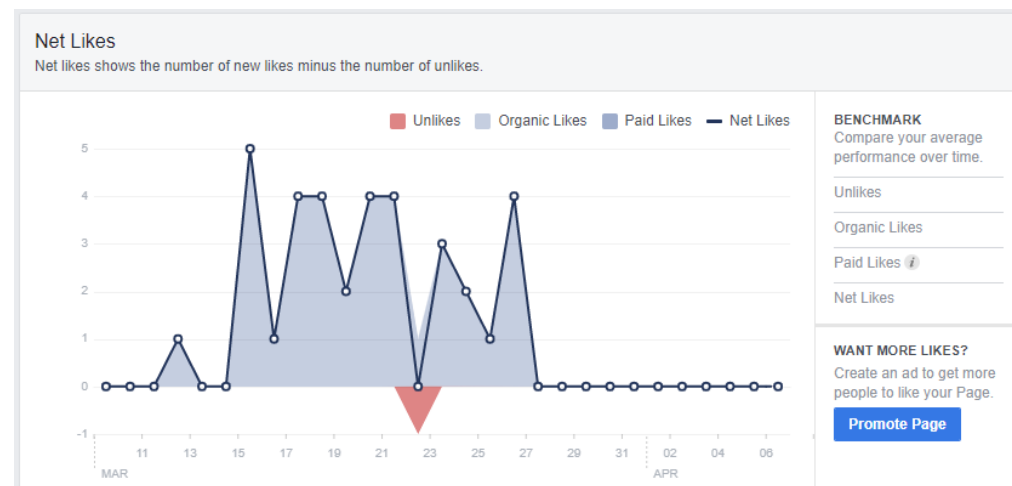 Net Likes
Net likes shows the number of new likes minus the number of unlikes.
Unlikes Organic Likes Paid Likes Net Likes
5
4
3
2
1
0
-1
11 13 15 17 19 21 23 25 27 29 31 02 04 06
MAR APR
BENCHMARK
Compare your average
performance over time.
Unlikes
Organic Likes
Paid Likes i
Net Likes
WANT MORE LIKES?
Create an ad to get more
people to like your Page.
Promote Page